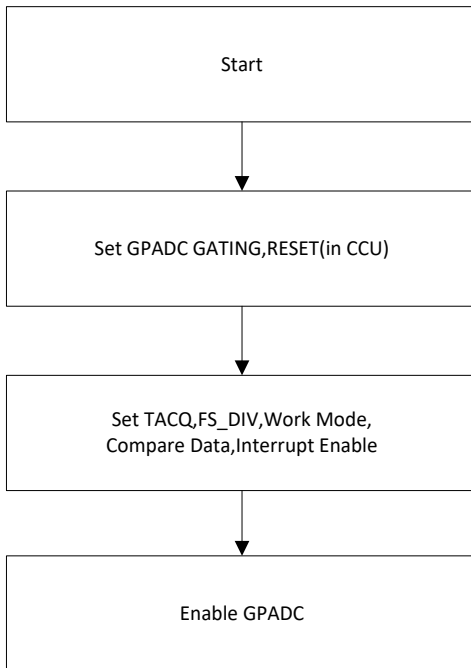 Start
Set GPADC GATING,RESET(in CCU)
Set TACQ,FS_DIV,Work Mode,
Compare Data,Interrupt Enable
Enable GPADC